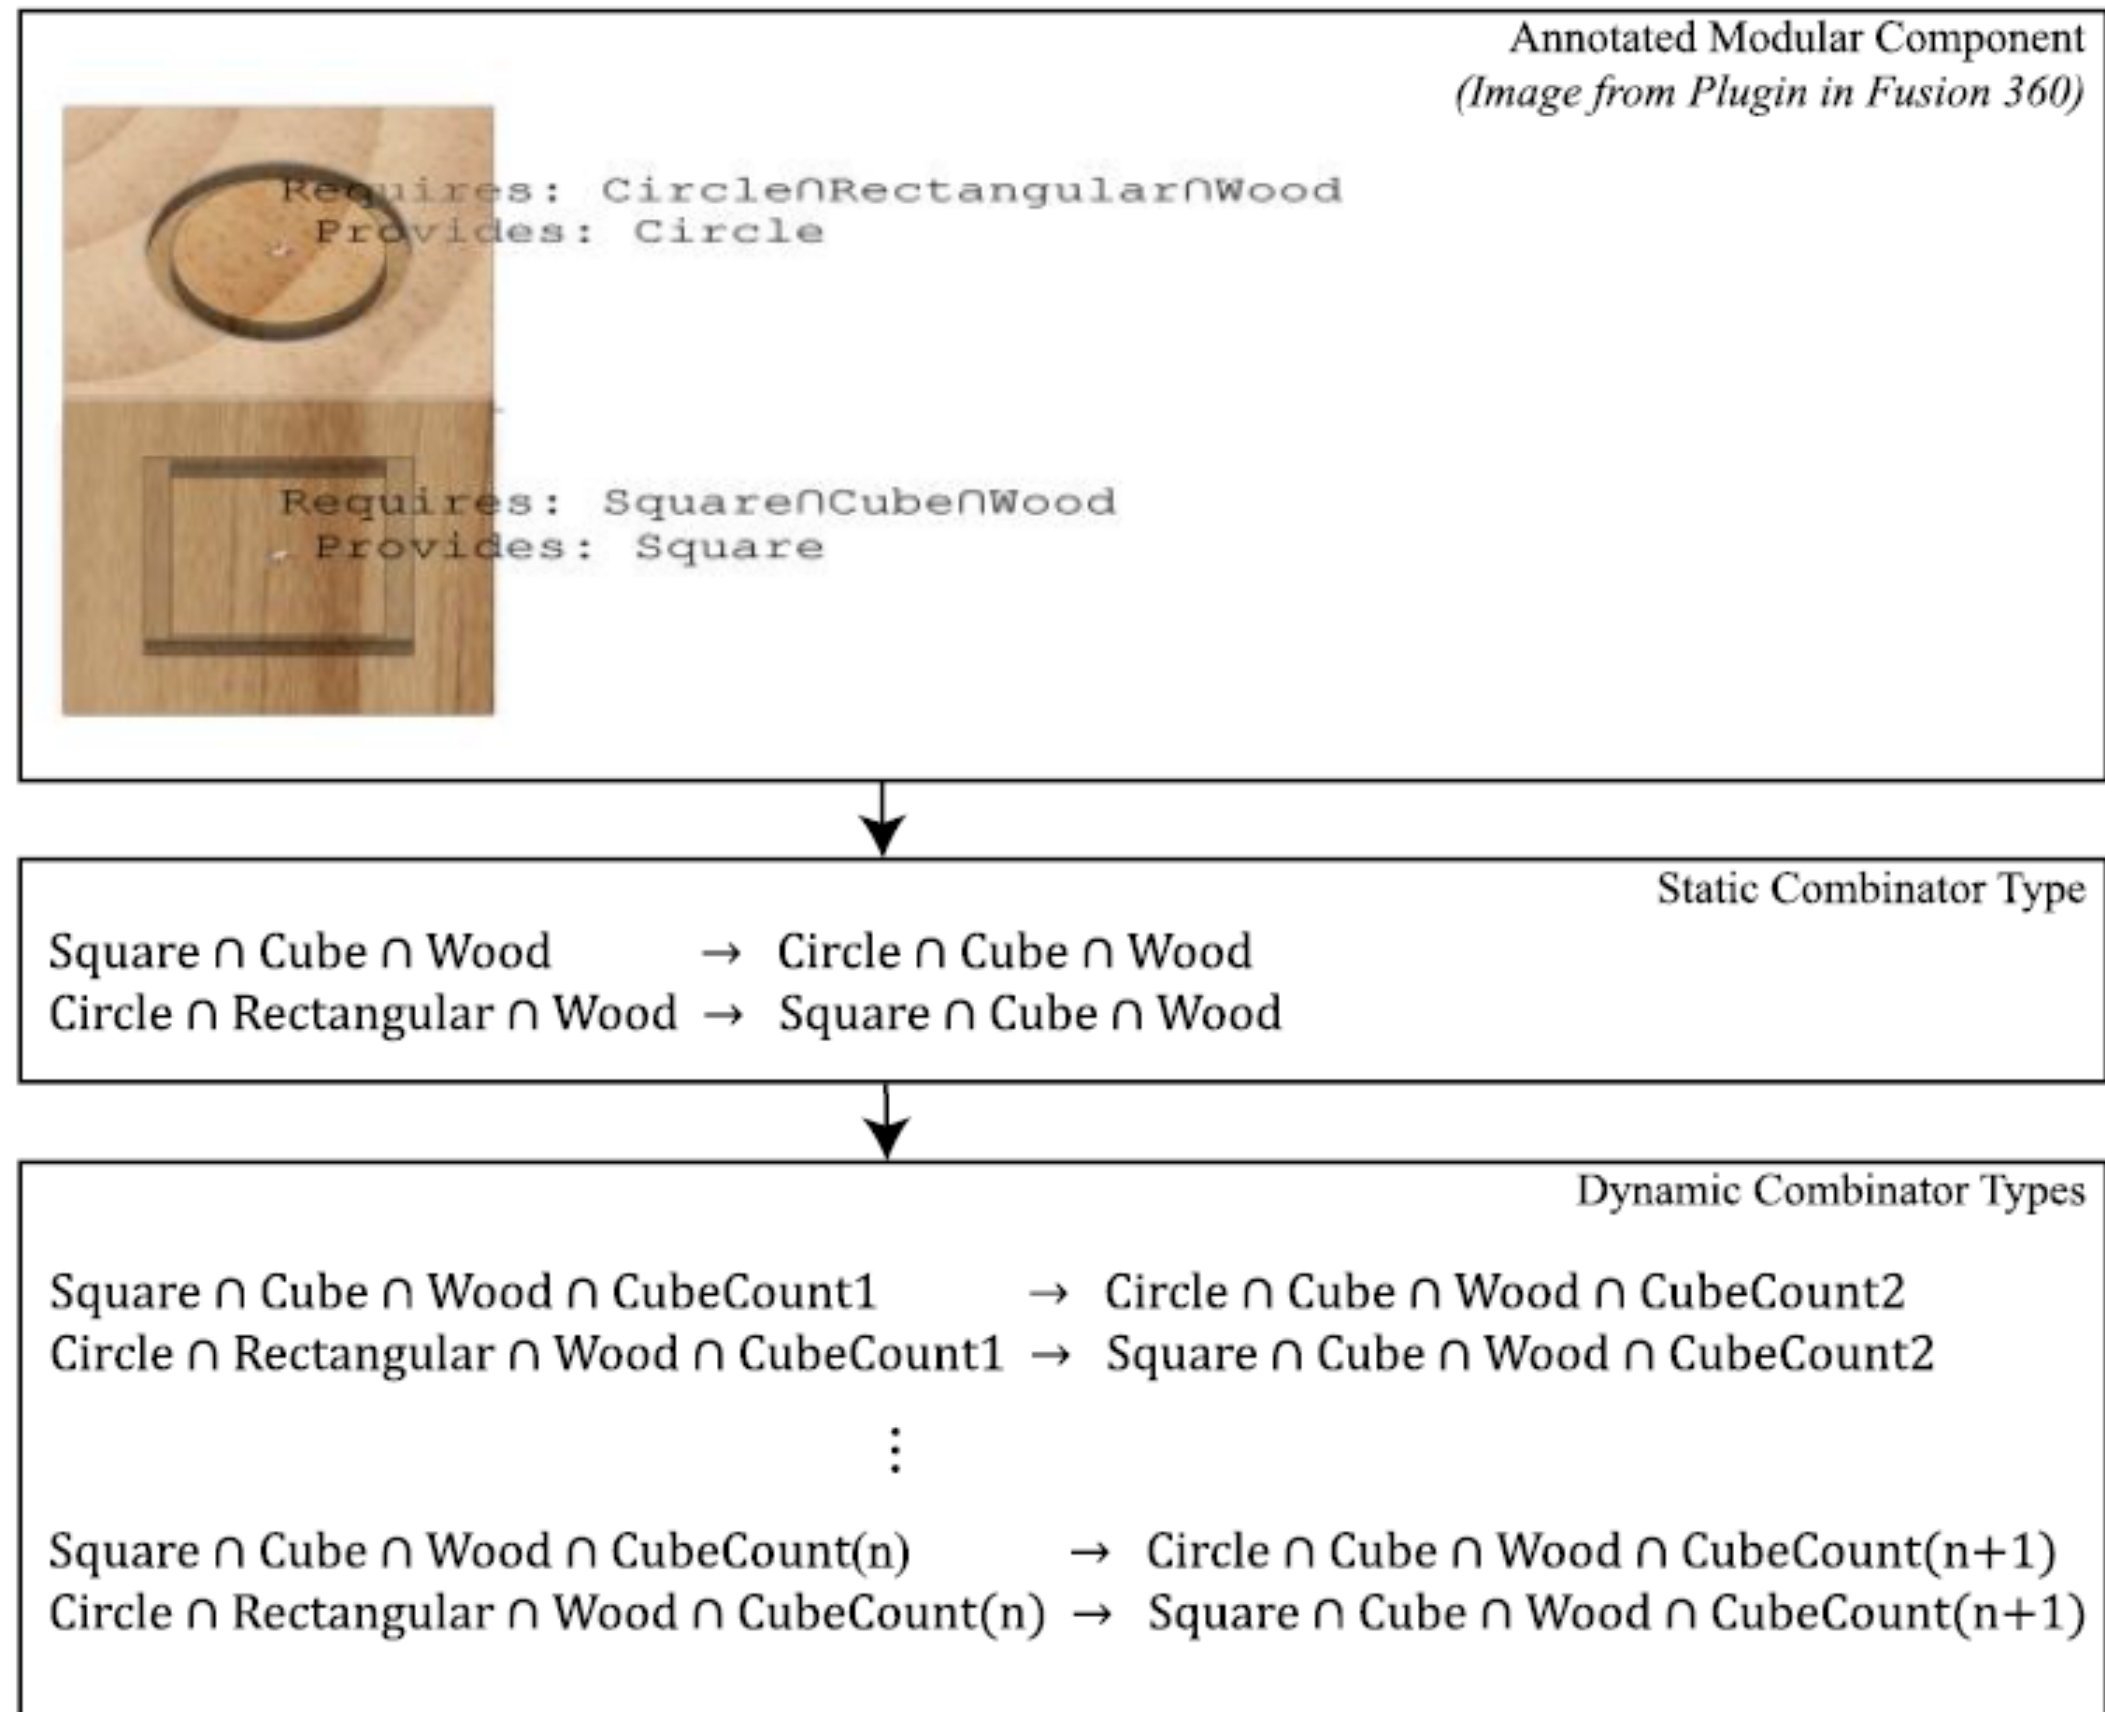 Annotated Modular Component
(Image from Plugin in Fusion 360)
Requires: Circle∩Rectangular∩Wood
Provides: Circle
Requires: Square∩Cube∩Wood
Provides: Square
Static Combinator Type
Square ∩ Cube ∩ Wood → Circle ∩ Cube ∩ Wood
Circle ∩ Rectangular ∩ Wood → Square ∩ Cube ∩ Wood
Dynamic Combinator Types
Square ∩ Cube ∩ Wood ∩ CubeCount1 → Circle ∩ Cube ∩ Wood ∩ CubeCount2
Circle ∩ Rectangular ∩ Wood ∩ CubeCount1 → Square ∩ Cube ∩ Wood ∩ CubeCount2
⋮
Square ∩ Cube ∩ Wood ∩ CubeCount(n) → Circle ∩ Cube ∩ Wood ∩ CubeCount(n+1)
Circle ∩ Rectangular ∩ Wood ∩ CubeCount(n) → Square ∩ Cube ∩ Wood ∩ CubeCount(n+1)